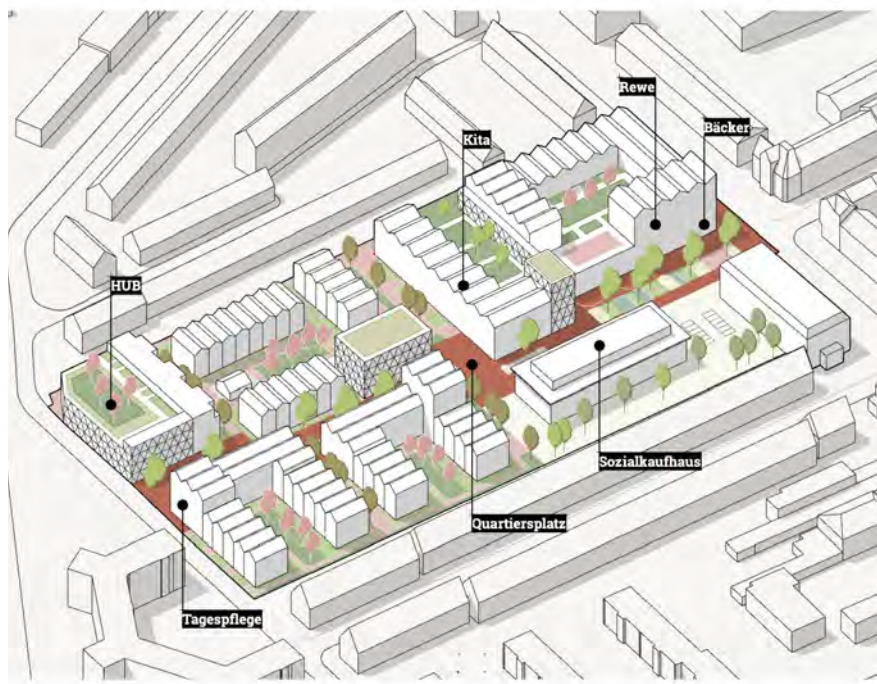 Rewe
Bäcker
Kita
HUB
Sozialkaufhaus
Quartiersplatz
Tagespflege